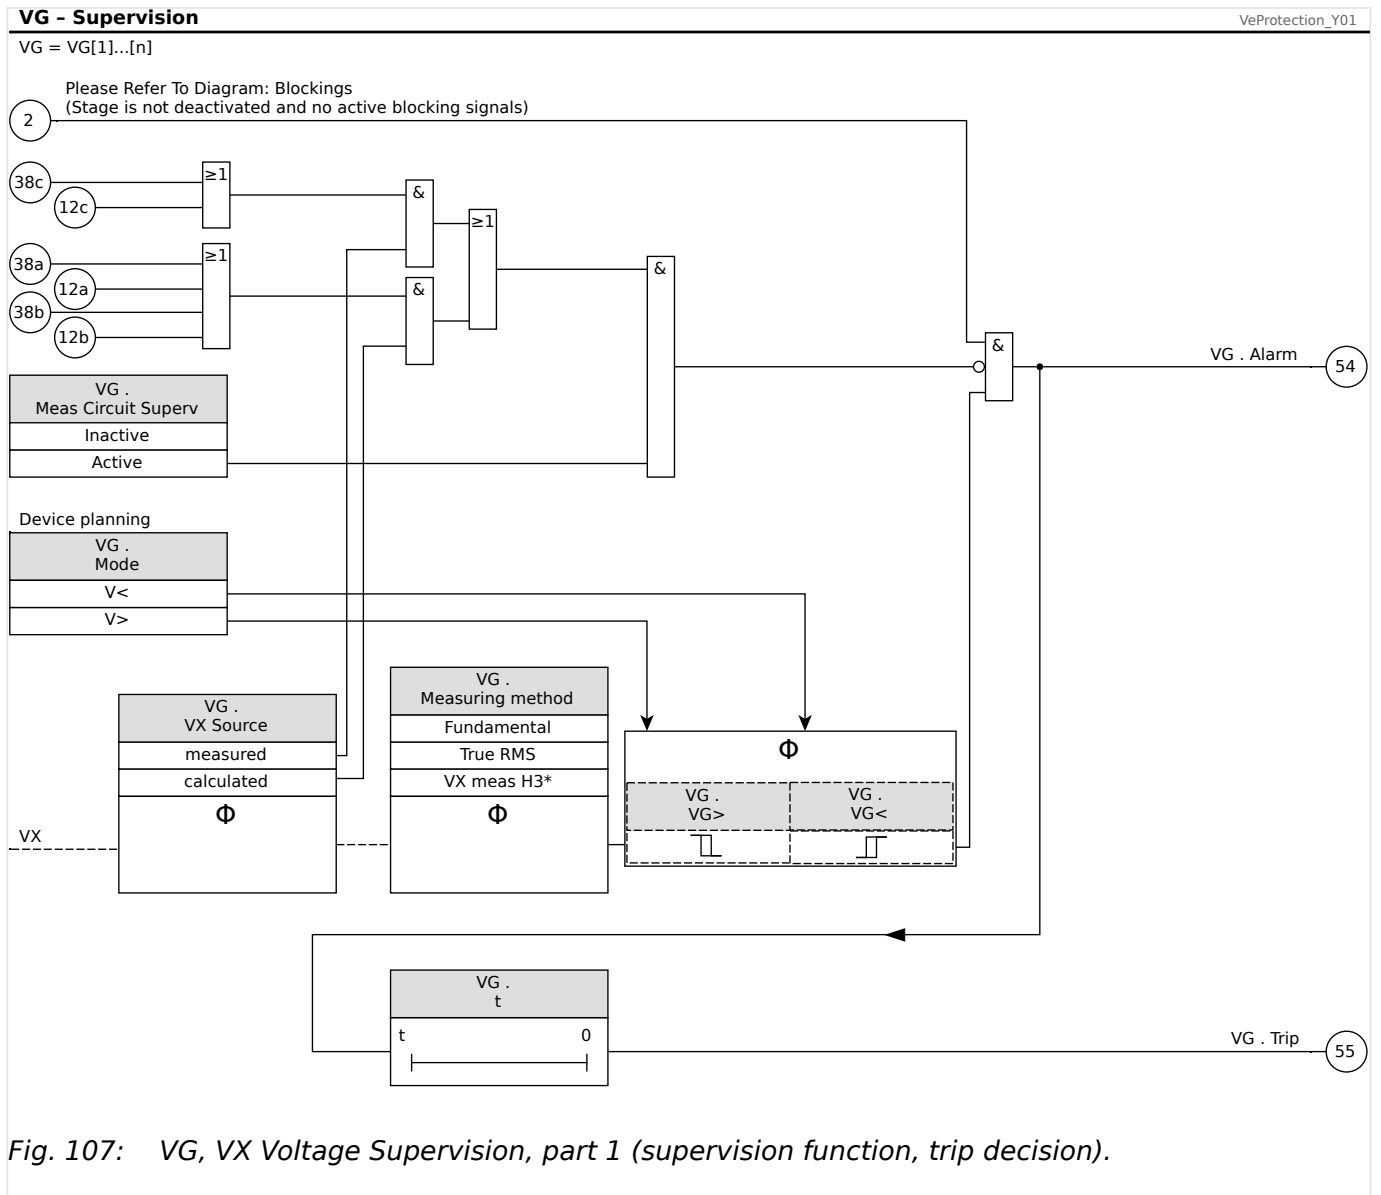 VG – Supervision
VeProtection_Y01
VG = VG[1]...[n]
Please Refer To Diagram: Blockings
(Stage is not deactivated and no active blocking signals)
2
38c
12c
≥1
&
≥1
38a
12a
38b
12b
≥1
&
&
&
VG . Alarm
54
VG .
Meas Circuit Superv
Inactive
Active
Device planning
VG .
Mode
V<
V>
VG .
VX Source
measured
calculated
Φ
VX
VG .
Measuring method
Fundamental
True RMS
VX meas H3*
Φ
Φ
VG .
VG>
VG .
VG<
VG .
t
t 0
VG . Trip
55
Fig. 107: VG, VX Voltage Supervision, part 1 (supervision function, trip decision).